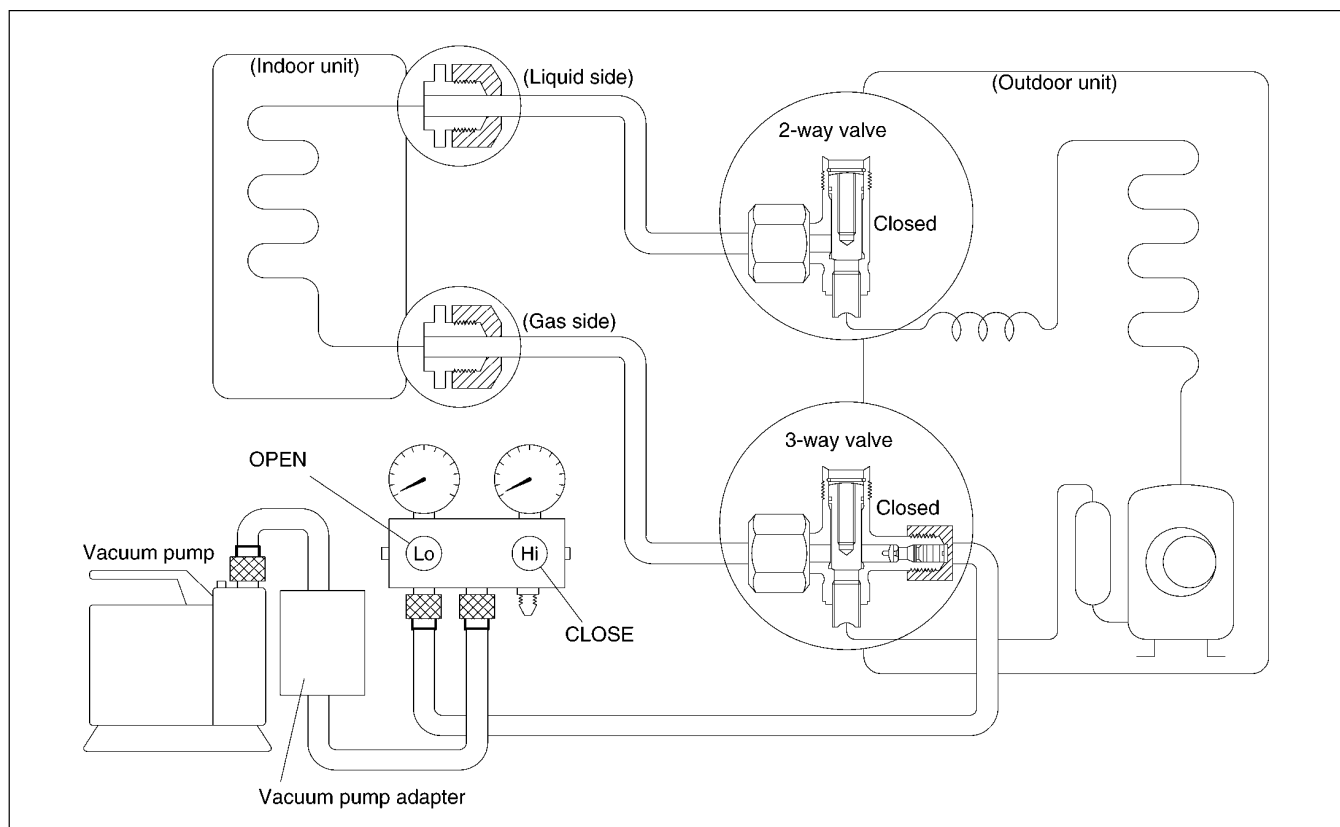 (Indoor unit)
(Liquid side)
(Outdoor unit)
2-way valve
Closed
(Gas side)
3-way valve
OPEN
Closed
Vacuum pump
Lo
Hi
CLOSE
Vacuum pump adapter